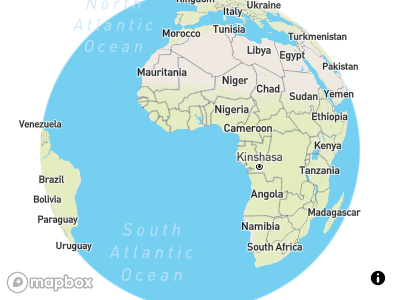 Kingdom
Ukraine
North
Italy
Atlantic
Tunisia
Morocco
Turkmenistan
Ocean
Libya
Egypt
Pakistan
Mauritania
Niger
Chad
Yemen
Sudan
Nigeria
Ethiopia
Venezuela
Cameroon
Kenya
Kinshasa
Tanzania
Brazil
Angola
Bolivia
Madagascar
Paraguay
Namibia
South
Uruguay
South Africa
Atlantic
Ocean
mapbox